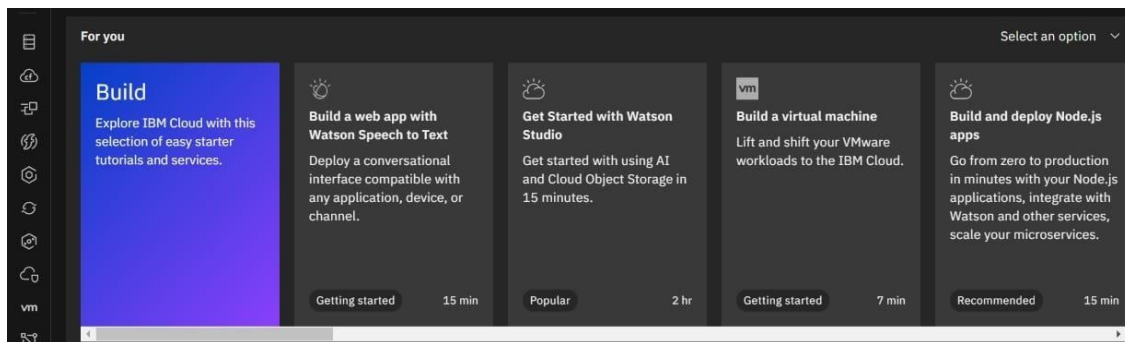 For you
Select an option
Build
Explore IBM Cloud with this
selection of easy starter
tutorials and services.
Build a web app with
Watson Speech to Text
Deploy a conversational
interface compatible with
any application, device, or
channel.
Getting started
15 min
Get Started with Watson
Studio
Get started with using AI
and Cloud Object Storage in
15 minutes.
Popular
2 hr
vm
Build a virtual machine
Lift and shift your VMware
workloads to the IBM Cloud.
Getting started
7 min
Build and deploy Node.js
apps
Go from zero to production
in minutes with your Node.js
applications, integrate with
Watson and other services,
scale your microservices.
Recommended
15 min
cf
vm